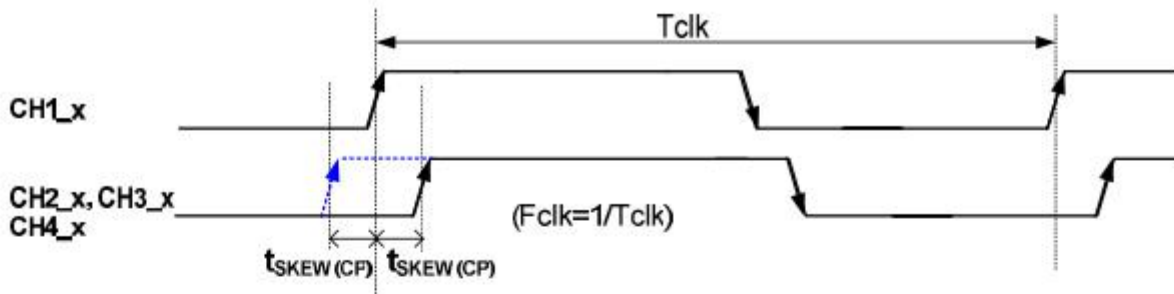 Tclk
CH1_x
CH2_x, CH3_x
CH4_x
(Fclk=1/Tclk)
tSKEW(CP) tSKEW(CP)